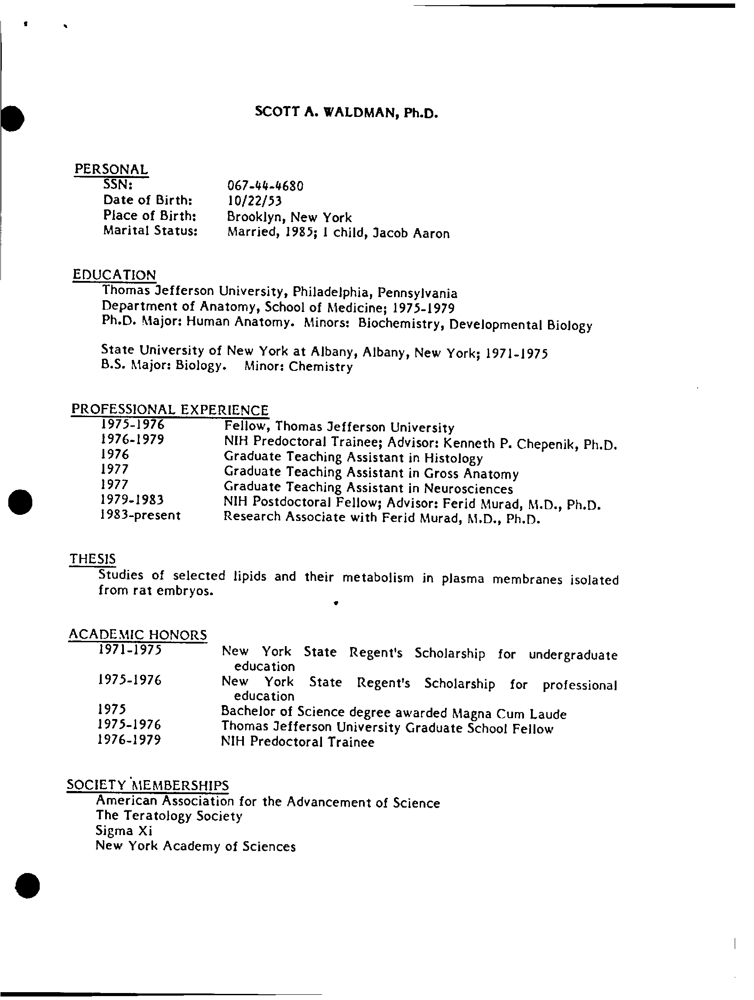 SCOTT A. WALDMAN, Ph.D.
PERSONAL
SSN: 067-44-4680
Date of Birth: 10/22/53
Place of Birth: Brooklyn, New York
Marital Status: Married, 1985; 1 child, Jacob Aaron
EDUCATION
Thomas Jefferson University, Philadelphia, Pennsylvania
Department of Anatomy, School of Medicine; 1975-1979
Ph.D. Major: Human Anatomy. Minors: Biochemistry, Developmental Biology
State University of New York at Albany, Albany, New York; 1971-1975
B.S. Major: Biology. Minor: Chemistry
PROFESSIONAL EXPERIENCE
1975-1976 Fellow, Thomas Jefferson University
1976-1979 NIH Predoctoral Trainee; Advisor: Kenneth P. Chepenik, Ph.D.
1976 Graduate Teaching Assistant in Histology
1977 Graduate Teaching Assistant in Gross Anatomy
1977 Graduate Teaching Assistant in Neurosciences
1979-1983 NIH Postdoctoral Fellow; Advisor: Ferid Murad, M.D., Ph.D.
1983-present Research Associate with Ferid Murad, M.D., Ph.D.
THESIS
Studies of selected lipids and their metabolism in plasma membranes isolated
from rat embryos.
ACADEMIC HONORS
1971-1975 New York State Regent's Scholarship for undergraduate
education
1975-1976 New York State Regent's Scholarship for professional
education
1975 Bachelor of Science degree awarded Magna Cum Laude
1975-1976 Thomas Jefferson University Graduate School Fellow
1976-1979 NIH Predoctoral Trainee
SOCIETY MEMBERSHIPS
American Association for the Advancement of Science
The Teratology Society
Sigma Xi
New York Academy of Sciences